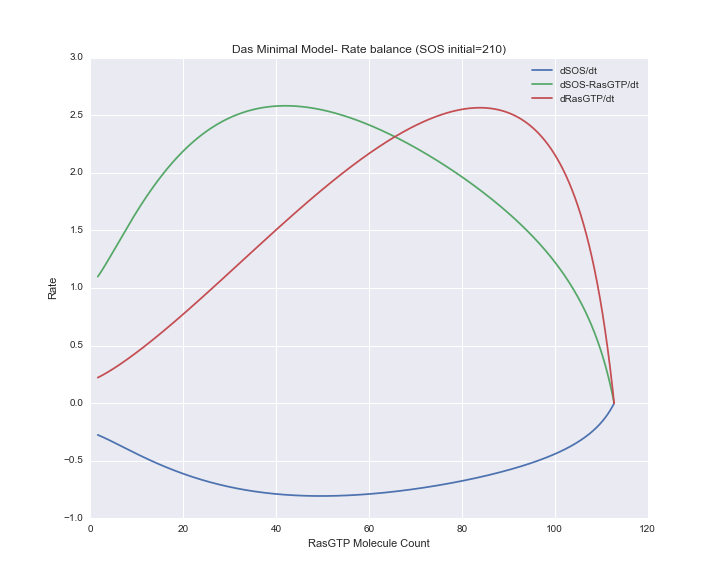 Das Minimal Model- Rate balance (SOS initial=210)
dSOS/dt
dSOS-RasGTP/dt
dRasGTP/dt
3.0
2.5
2.0
1.5
1.0
0.5
0.0
−0.5
−1.0
Rate
0 20 40 60 80 100 120
RasGTP Molecule Count